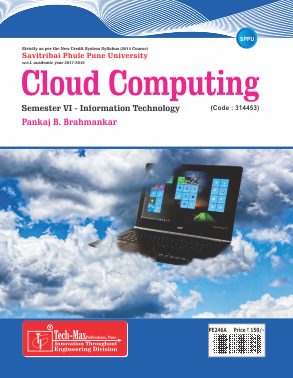 SPPU
Strictly as per the New Credit System Syllabus (2015 Course)
Savitribai Phule Pune University
w.e.f. academic year 2017-2018
Cloud Computing
Semester VI - Information Technology
(Code : 314453)
Pankaj B. Brahmankar
Tech-Max Publications, Pune
Innovation Throughout
Engineering Division
PE246A Price ₹ 150/-